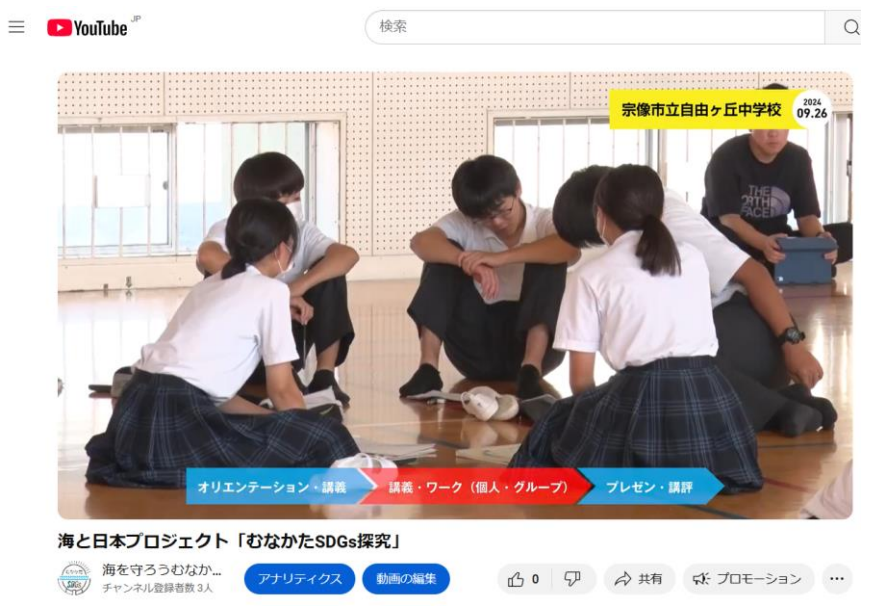 YouTube JP
検索
宗像市立自由ヶ丘中学校
2024
09.26
THE
NORTH
FACE
オリエンテーション・講義
講義・ワーク（個人・グループ）
プレゼン・講評
海と日本プロジェクト「むなかたSDGs探究」
海を守ろうむなか...
チャンネル登録者数 3人
アナリティクス
動画の編集
0
共有
プロモーション